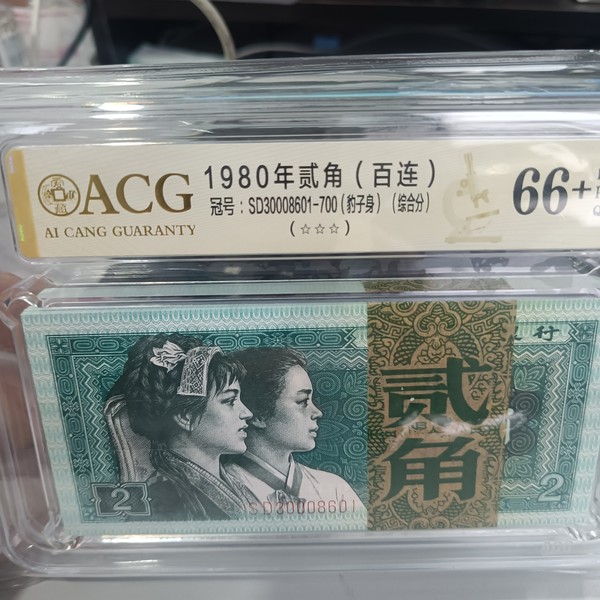 ACG
AI CANG GUARANTY
1980年贰角（百连）
冠号：SD30008601-700（豹子身）（综合分）
（☆☆☆）
66+
行
贰角
SD30008601
2
2